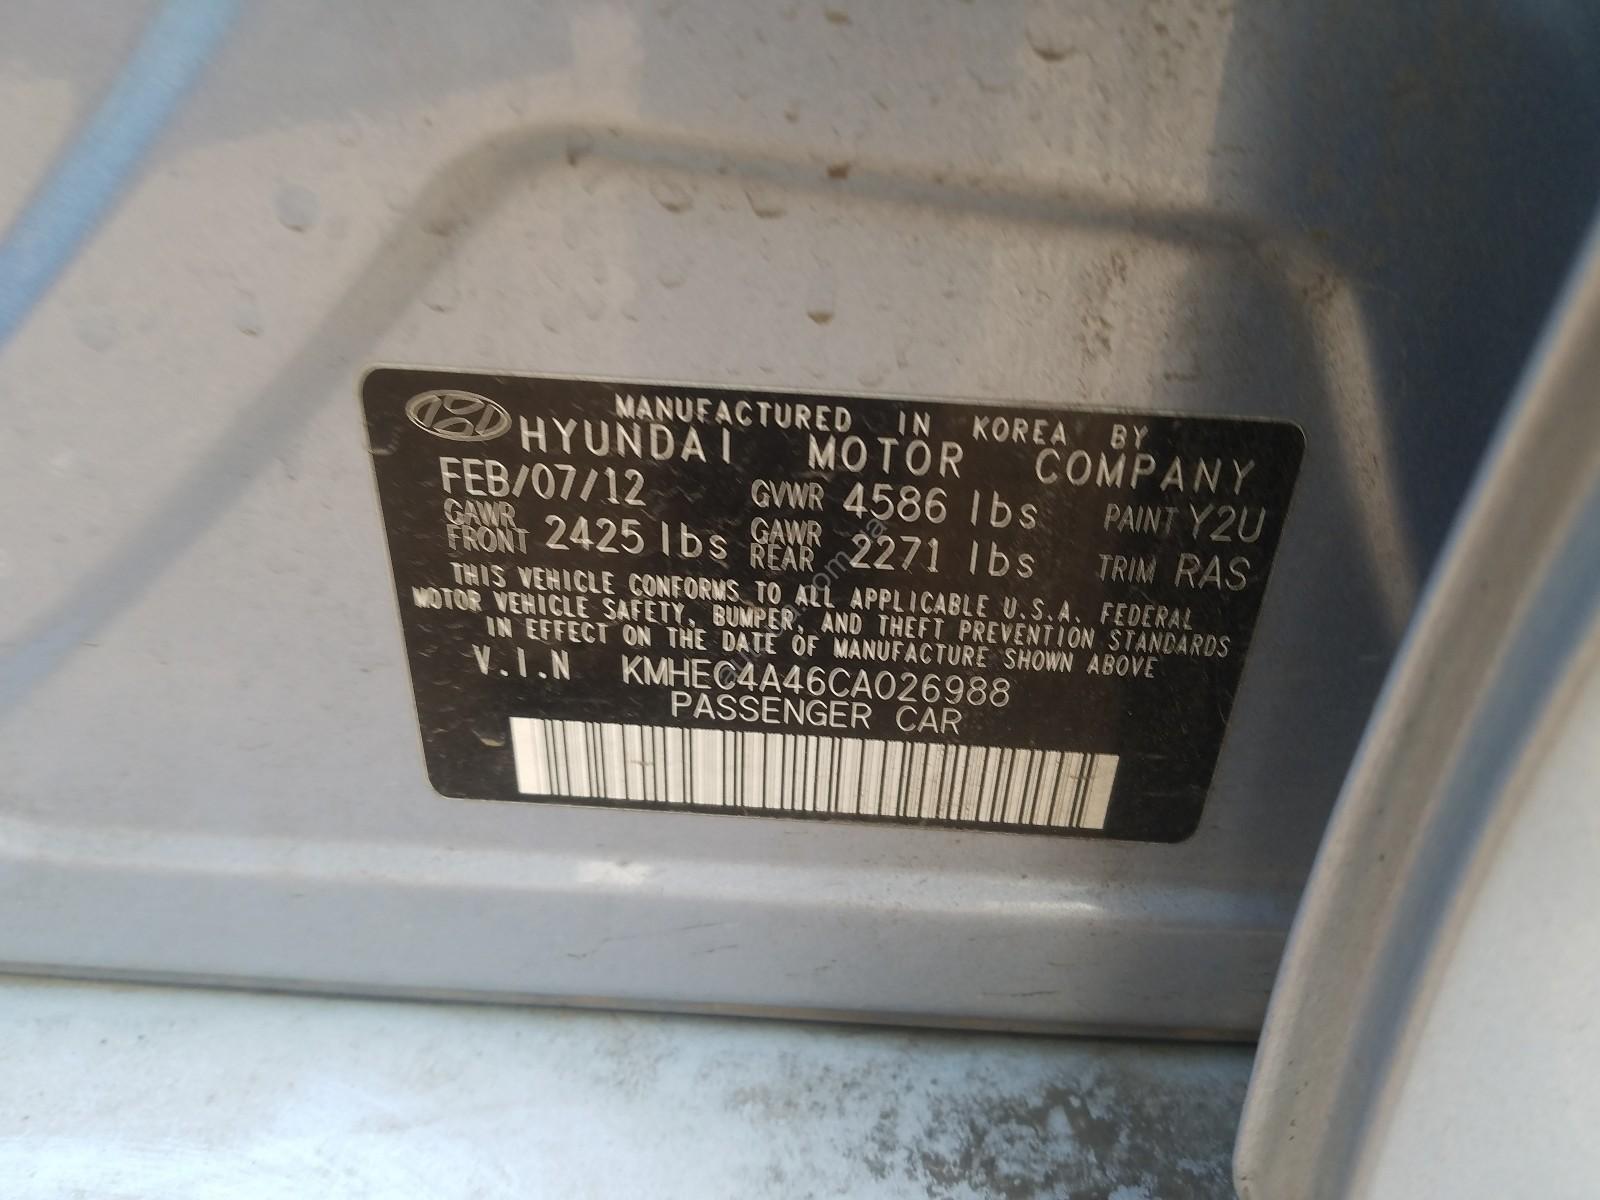 MANUFACTURED IN KOREA BY
HYUNDAI MOTOR COMPANY
FEB/07/12 GVWR 4586 lbs PAINT Y2U
GAWR FRONT 2425 lbs GAWR REAR 2271 lbs TRIM RAS
THIS VEHICLE CONFORMS TO ALL APPLICABLE U.S.A. FEDERAL
MOTOR VEHICLE SAFETY, BUMPER, AND THEFT PREVENTION STANDARDS
IN EFFECT ON THE DATE OF MANUFACTURE SHOWN ABOVE
V.I.N KMHEC4A46CA026988
PASSENGER CAR